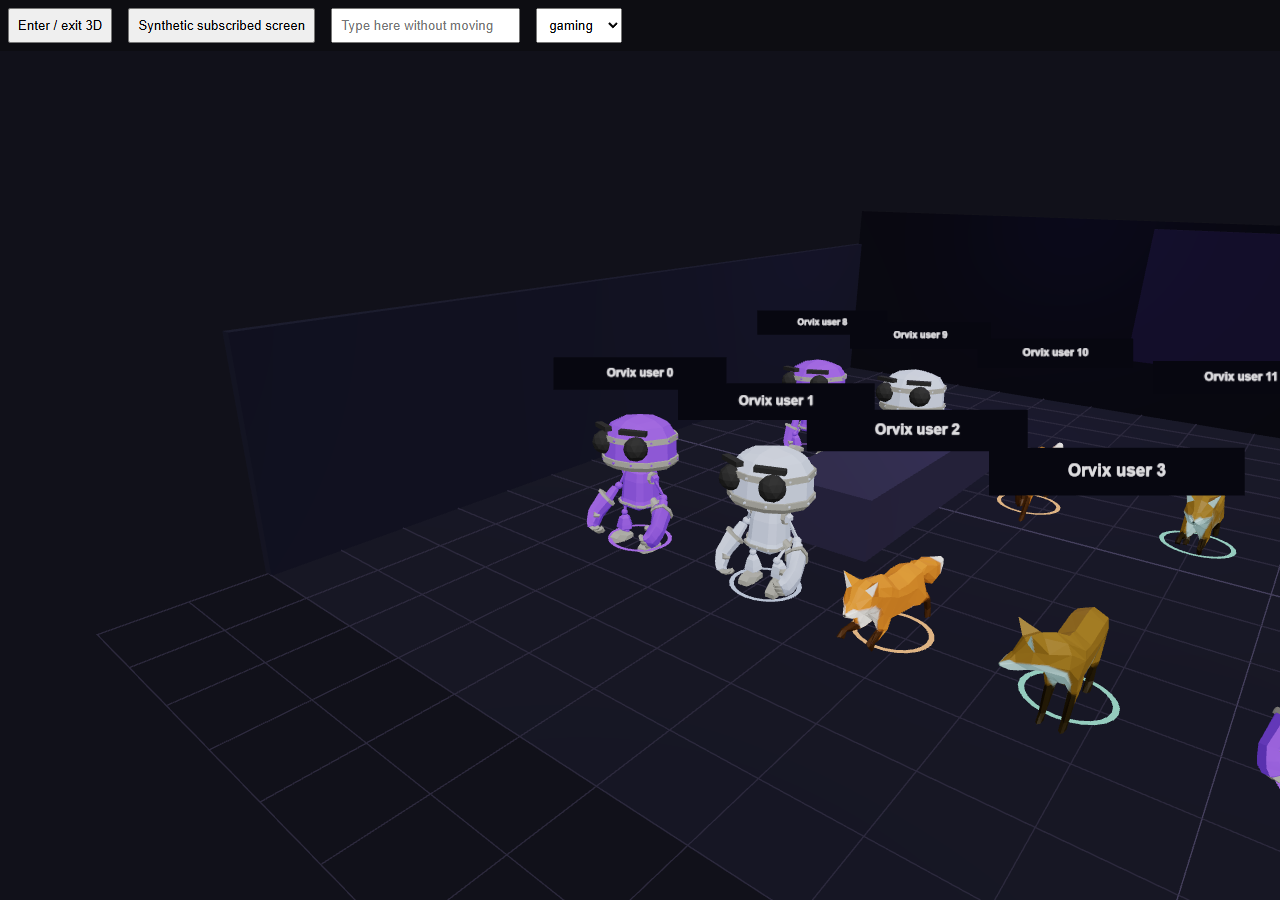 Enter / exit 3D
Synthetic subscribed screen
Type here without moving
gaming
Orvix user 8
Orvix user 9
Orvix user 10
Orvix user 0
Orvix user 11
Orvix user 1
Orvix user 2
Orvix user 3